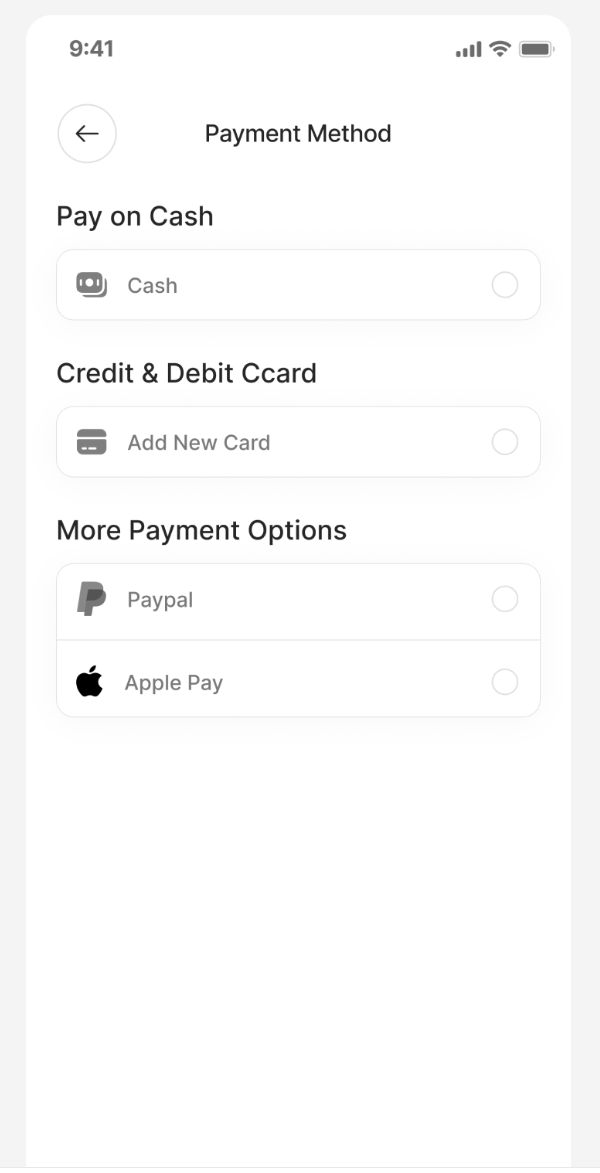 9:41
Payment Method
Pay on Cash
Cash
Credit & Debit Ccard
Add New Card
More Payment Options
Paypal
Apple Pay